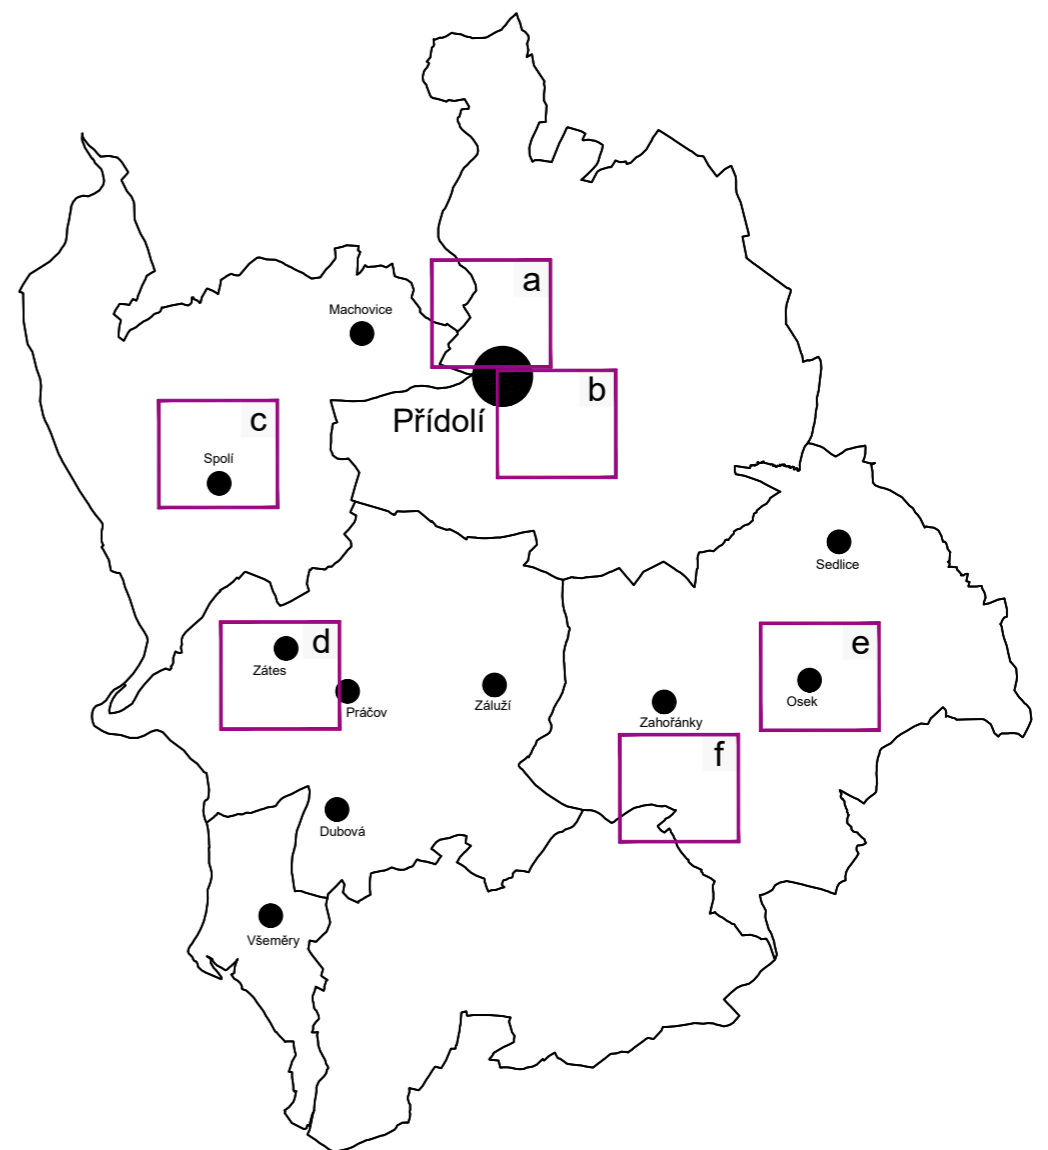 a
Machovice
b
Přídolí
c
Spolí
Sedlice
d
Zátes
Práčov
Záluží
e
Osek
Zahořánky
f
Dubová
Všeměry